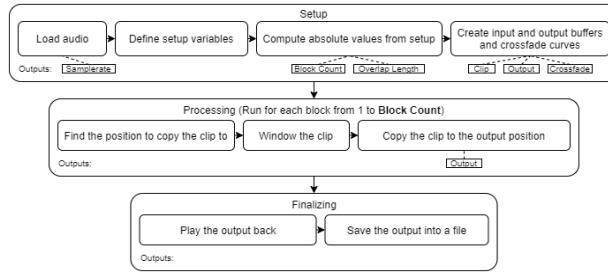 Setup
Load audio
Define setup variables
Compute absolute values from setup
Create input and output buffers
and crossfade curves
Outputs:
Samplerate
Block Count
Overlap Length
Clip
Output
Crossfade
Processing (Run for each block from 1 to Block Count)
Find the position to copy the clip to
Window the clip
Copy the clip to the output position
Outputs:
Output
Finalizing
Play the output back
Save the output into a file
Outputs: